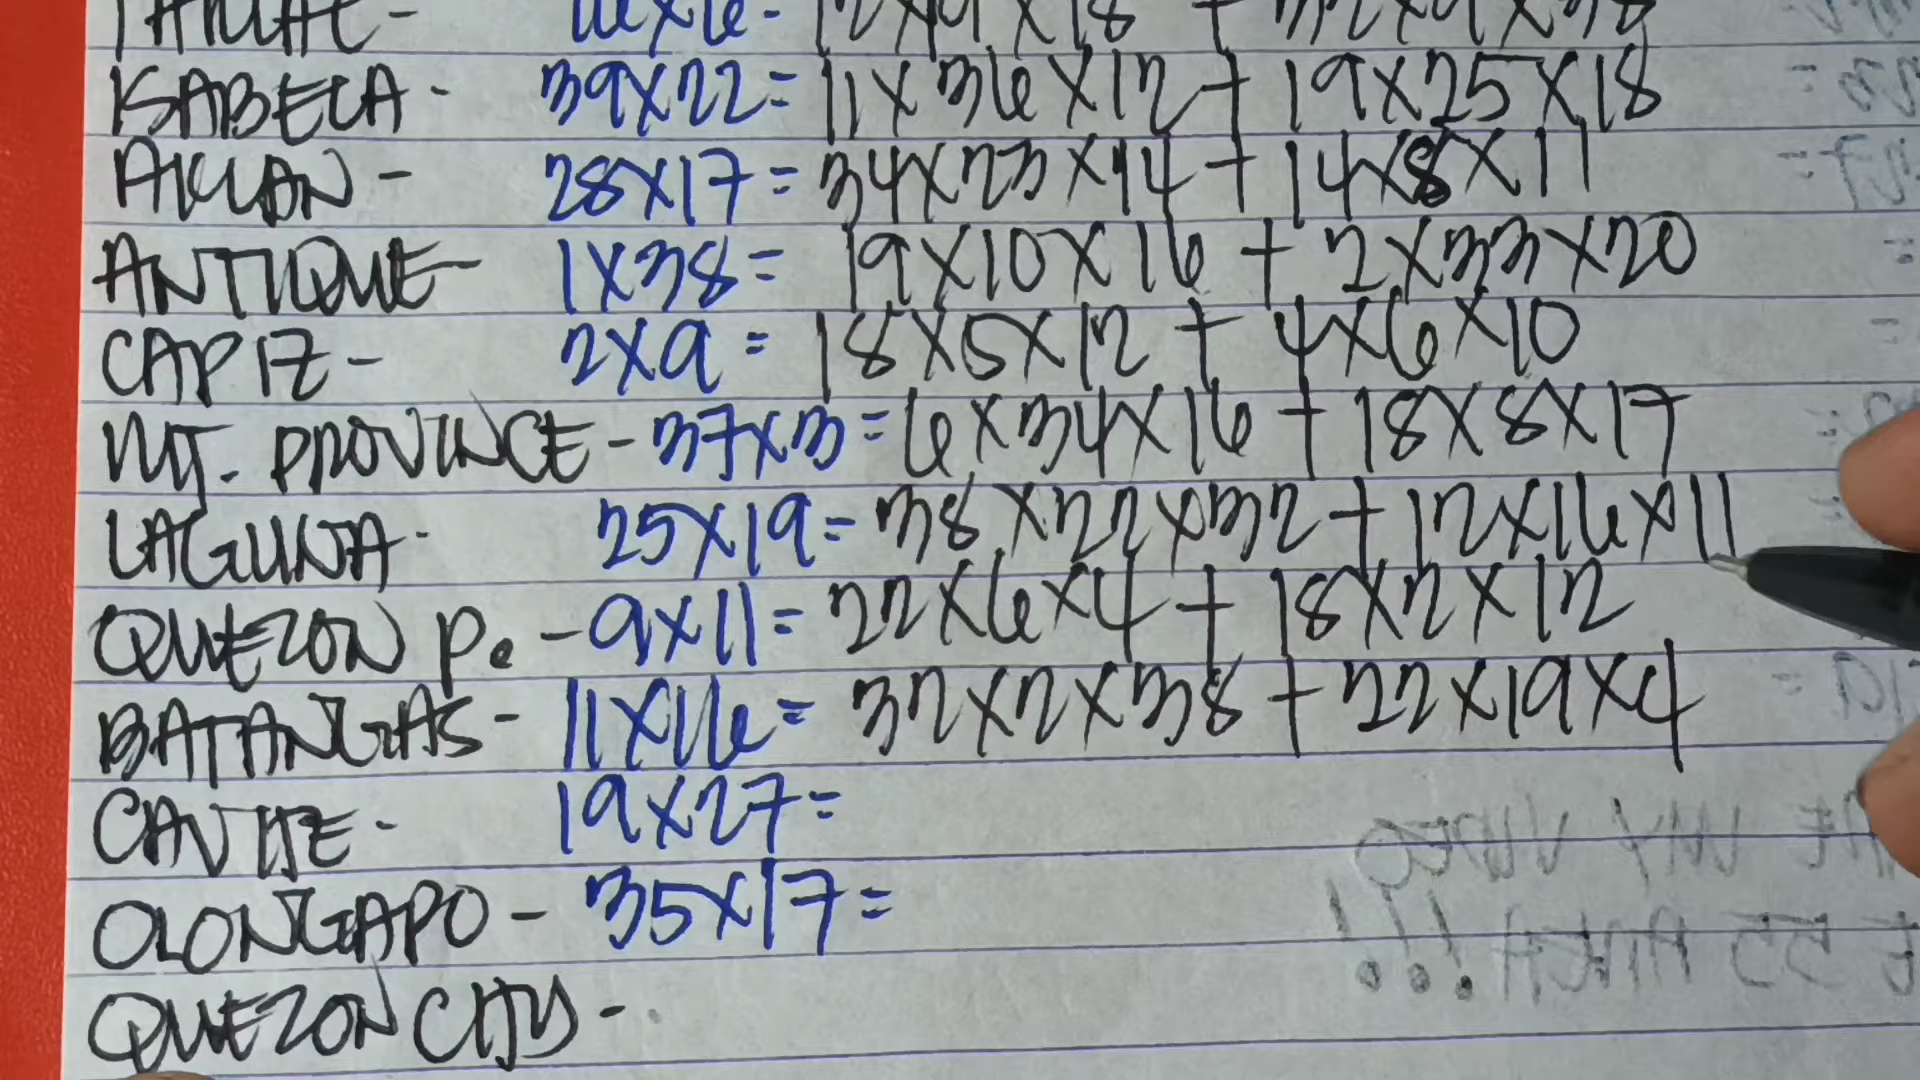 ISABELA - 39X22= 11X36X12 + 19X25X18
AKLAN - 28X17= 34X23X14 + 14X8X11
ANTIQUE - 1X38= 19X10X16 + 2X33X20
CAPIZ - 2X9 = 18X5X12 + 4X6X10
MT. PROVINCE - 37X3= 6X34X16 + 18X8X17
LAGUNA - 25X19= 38X22X32 + 12X16X11
QUEZON P. - 9X11= 22X6X4 + 18X2X12
BATANGAS - 11X16= 32X2X38 + 22X19X4
CAVITE - 19X27=
OLONGAPO - 35X17=
QUEZON CITY -